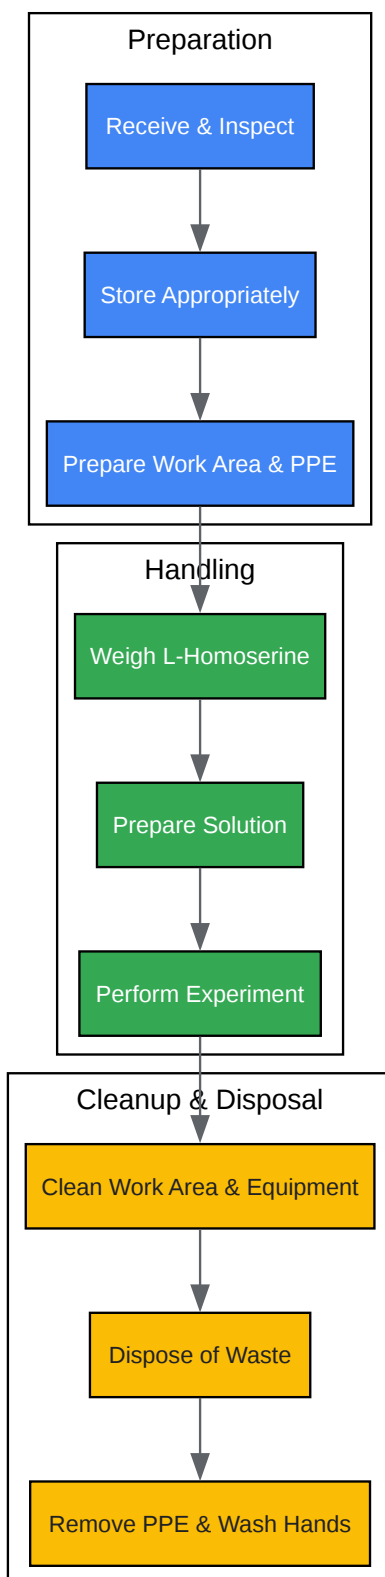 Preparation
Receive & Inspect
Store Appropriately
Prepare Work Area & PPE
Handling
Weigh L-Homoserine
Prepare Solution
Perform Experiment
Cleanup & Disposal
Clean Work Area & Equipment
Dispose of Waste
Remove PPE & Wash Hands